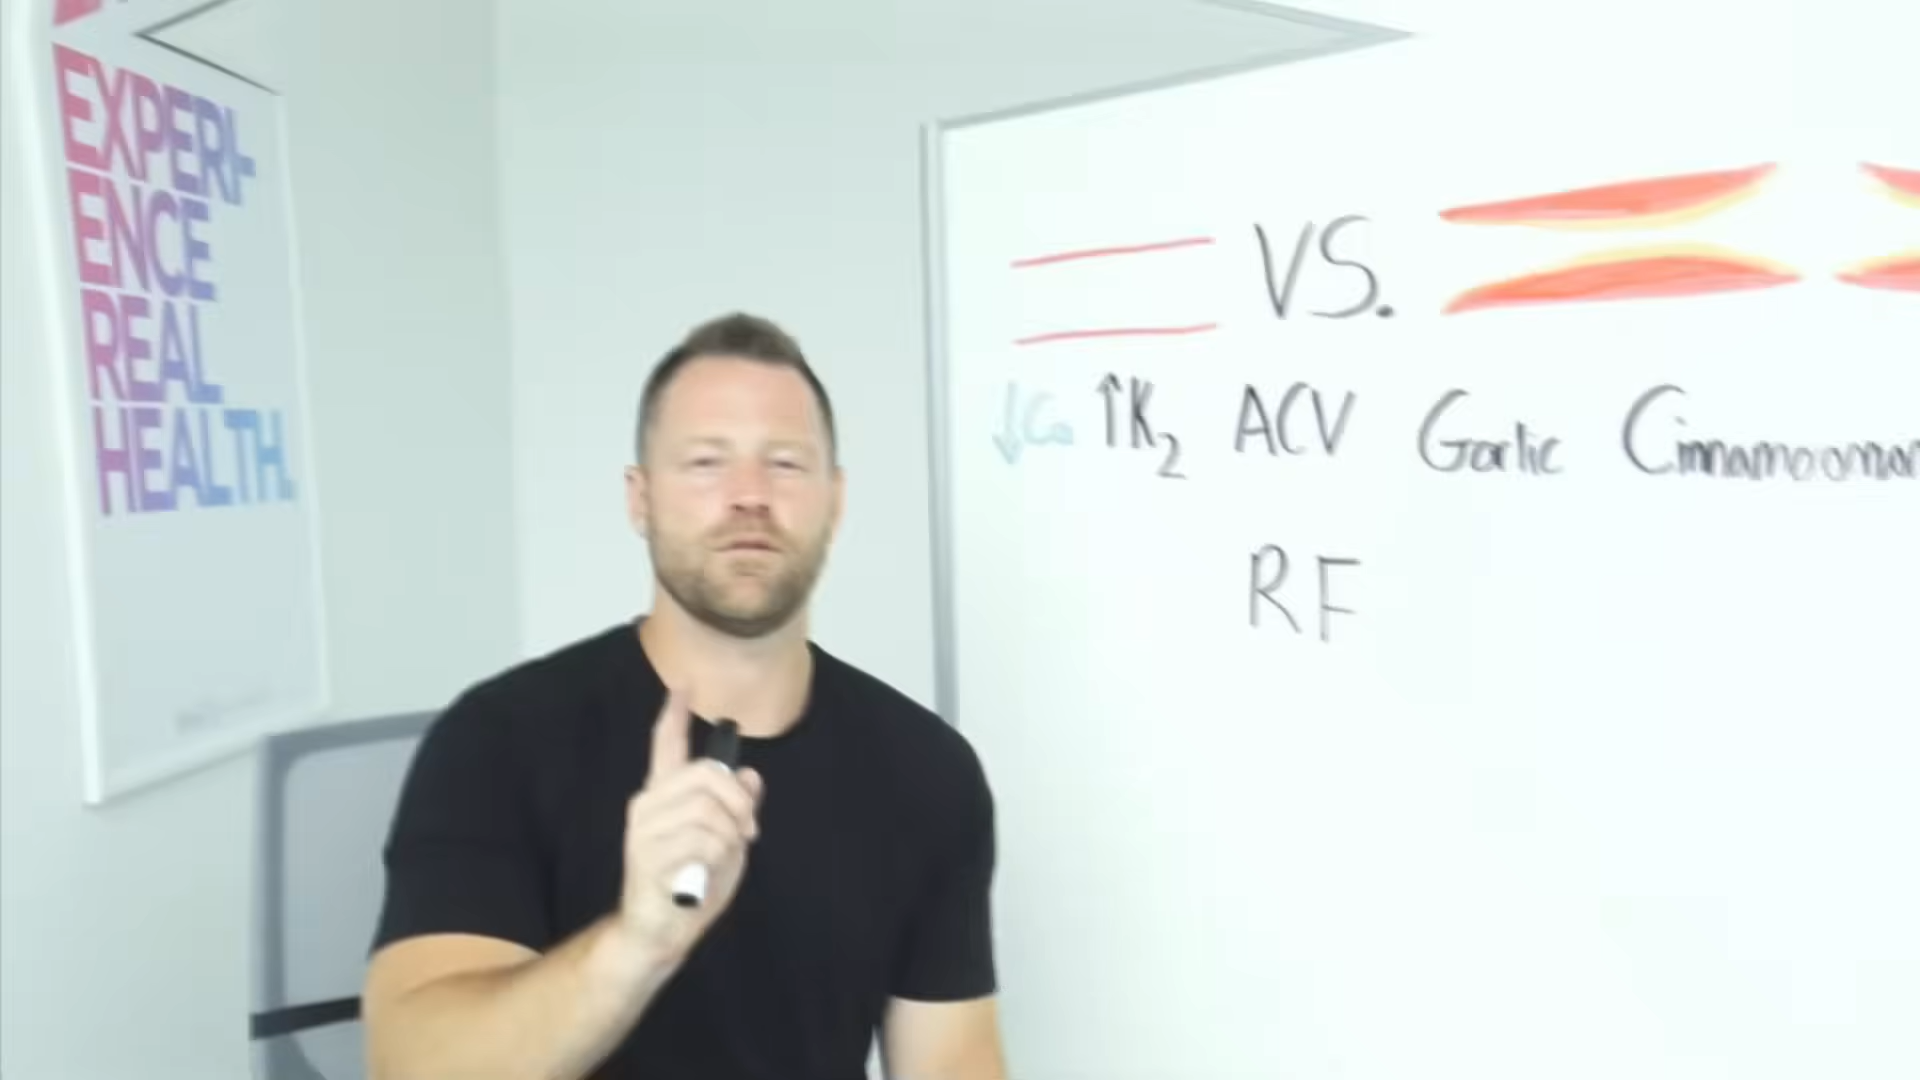 EXPERI-
ENCE
REAL
HEALTH.
VS.
↓Ca ↑K2 ACV Garlic Cinnamoomon
RF